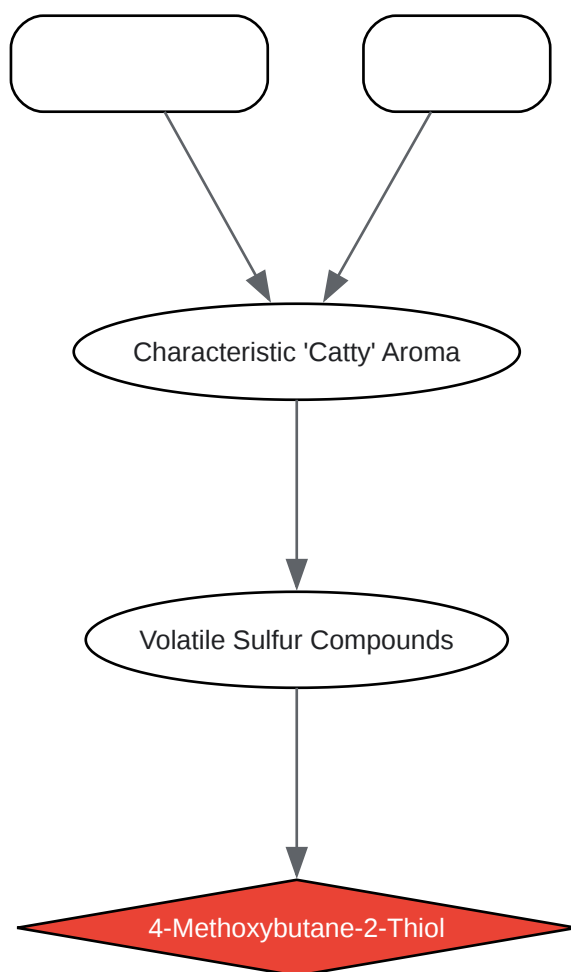 Characteristic 'Catty' Aroma
Volatile Sulfur Compounds
4-Methoxybutane-2-Thiol